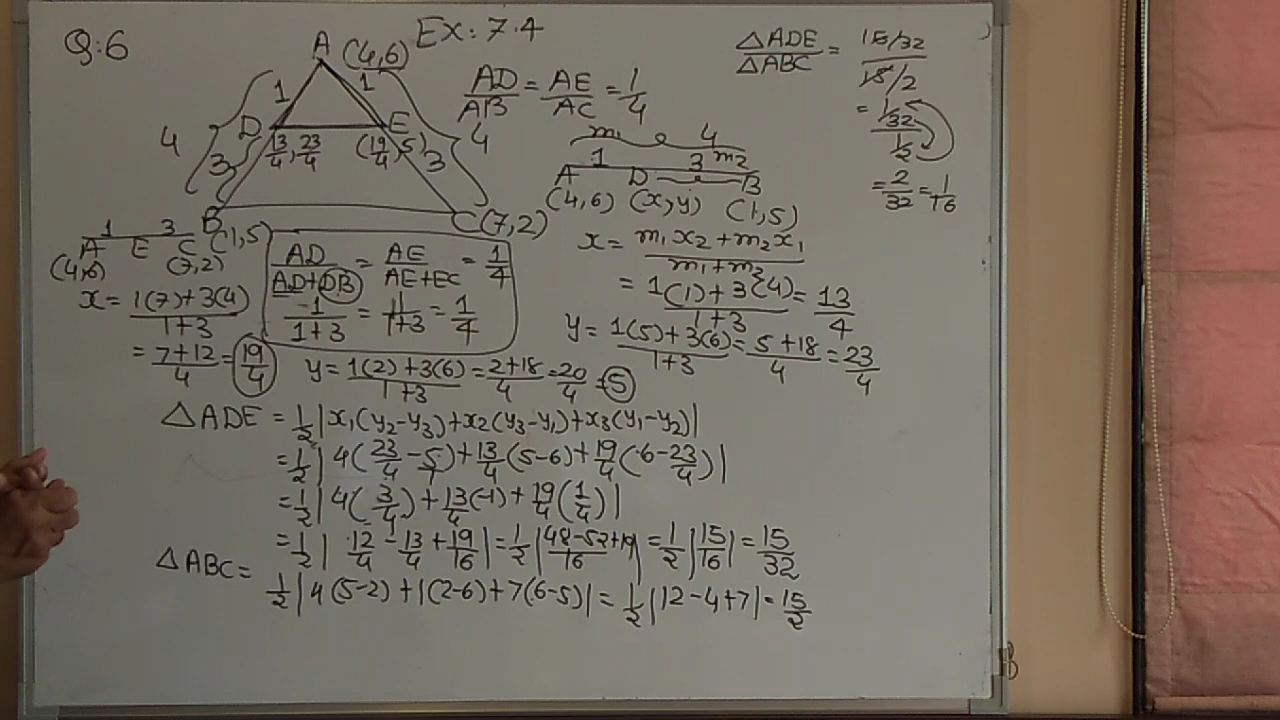 Q:6
Ex: 7.4
A (4,6)
1
1
4
D
E
4
13/4, 23/4
(19/4, 5)
3
3
B (1,5)
C(7,2)
AD/AB = AE/AC = 1/4
m1 4
1 3 m2
A D B
(4,6) (x,y) (1,5)
x = m1x2+m2x1/m1+m2
= 1(1)+3(4)/1+3 = 13/4
y = 1(5)+3(6)/1+3 = 5+18/4 = 23/4
△ADE/△ABC = 15/32/15/2
= 1/32/1/2
= 2/32 = 1/16
1 3
A E C
(4,6) (7,2)
x = 1(7)+3(4)/1+3
= 7+12/4 = 19/4
AD/AD+DB = AE/AE+EC = 1/4
1/1+3 = 1/1+3 = 1/4
y = 1(2)+3(6)/1+3 = 2+18/4 = 20/4 = 5
△ADE = 1/2|x1(y2-y3)+x2(y3-y1)+x3(y1-y2)|
= 1/2|4(23/4-5/1)+13/4(5-6)+19/4(6-23/4)|
= 1/2|4(3/4)+13/4(-1)+19/4(1/4)|
= 1/2|12/4-13/4+19/16| = 1/2|48-52+19/16| = 1/2|15/16| = 15/32
△ABC =
1/2|4(5-2)+1(2-6)+7(6-5)| = 1/2|12-4+7| = 15/2